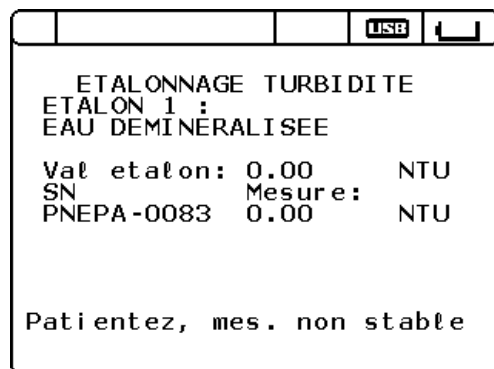 USB
ETALONNAGE TURBIDITE
ETALON 1 :
EAU DEMINERALISEE
Val etalon: 0.00 NTU
SN Mesure:
PNEPA-0083 0.00 NTU
Patientez, mes. non stable